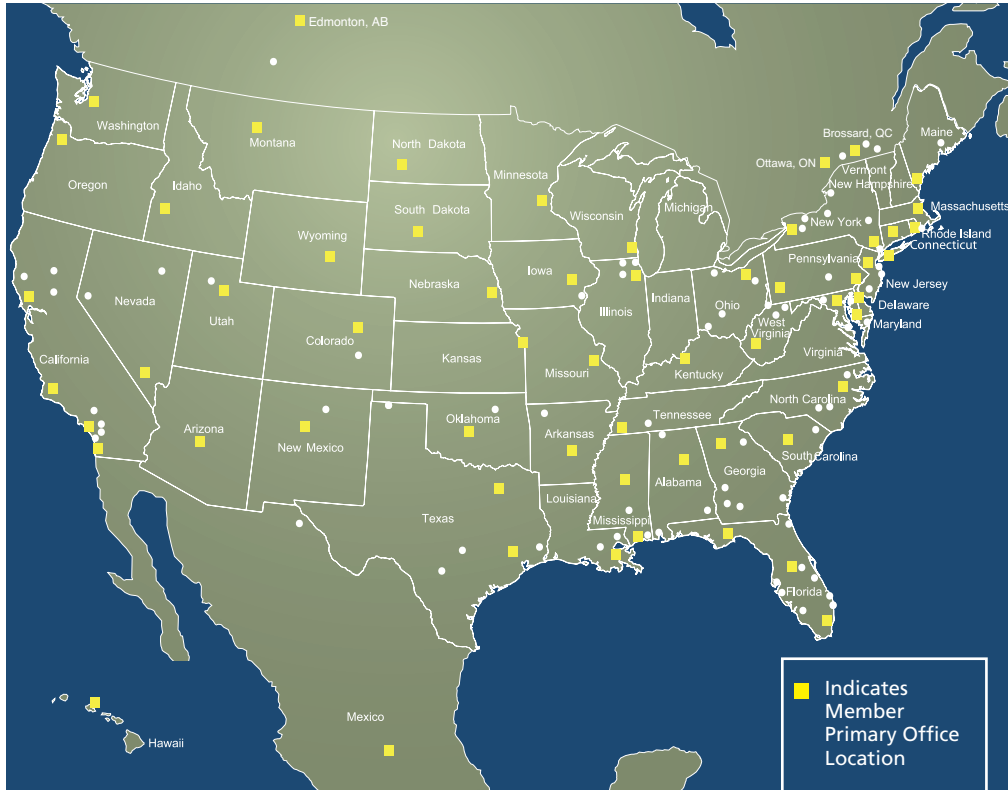 Edmonton, AB
Washington
Montana
North Dakota
Minnesota
Brossard, QC
Maine
Ottawa, ON
Vermont
New Hampshire
Oregon
Idaho
South Dakota
Wisconsin
Michigan
Massachusetts
New York
Rhode Island
Connecticut
Wyoming
Nebraska
Iowa
Pennsylvania
New Jersey
Nevada
Utah
Colorado
Illinois
Indiana
Ohio
West
Virginia
Delaware
Maryland
California
Kansas
Missouri
Kentucky
Virginia
Arizona
New Mexico
Oklahoma
Arkansas
Tennessee
North Carolina
South Carolina
Texas
Louisiana
Mississippi
Alabama
Georgia
Florida
Mexico
Hawaii
Indicates
Member
Primary Office
Location